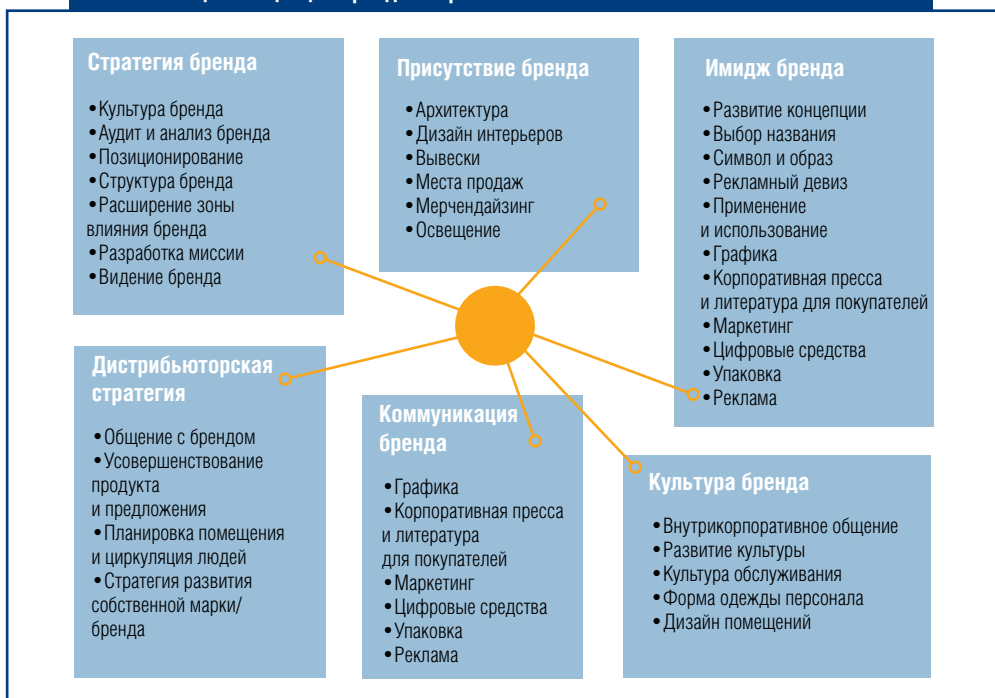 Стратегия бренда
•Культура бренда
•Аудит и анализ бренда
•Позиционирование
•Структура бренда
•Расширение зоны
влияния бренда
•Разработка миссии
•Видение бренда
Присутствие бренда
•Архитектура
•Дизайн интерьеров
•Вывески
•Места продаж
•Мерчендайзинг
•Освещение
Имидж бренда
•Развитие концепции
•Выбор названия
•Символ и образ
•Рекламный девиз
•Применение
и использование
•Графика
•Корпоративная пресса
и литература для покупателей
•Маркетинг
•Цифровые средства
•Упаковка
•Реклама
Дистрибьюторская
стратегия
•Общение с брендом
•Усовершенствование
продукта
и предложения
•Планировка помещения
и циркуляция людей
•Стратегия развития
собственной марки/
бренда
Коммуникация
бренда
•Графика
•Корпоративная пресса
и литература
для покупателей
•Маркетинг
•Цифровые средства
•Упаковка
•Реклама
Культура бренда
•Внутрикорпоративное общение
•Развитие культуры
•Культура обслуживания
•Форма одежды персонала
•Дизайн помещений